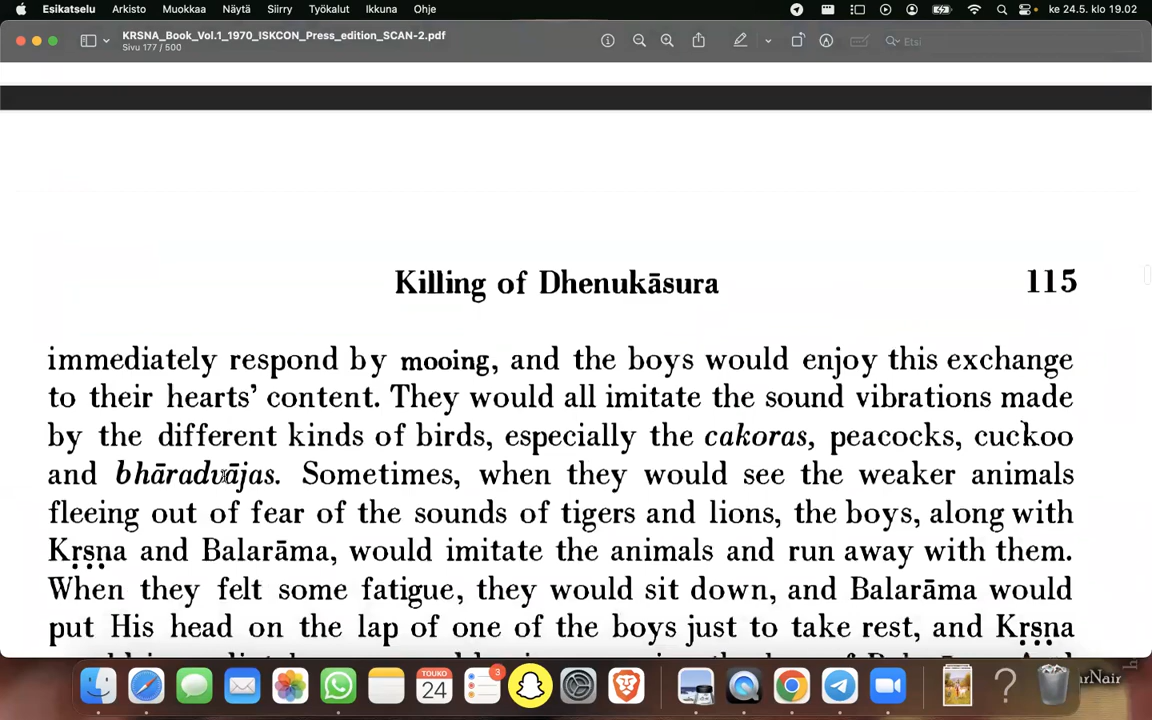 Esikatselu Arkisto Muokkaa Näytä Siirry Työkalut Ikkuna Ohje ke 24.5. klo 19.02
KRSNA_Book_Vol.1_1970_ISKCON_Press_edition_SCAN-2.pdf
Sivu 177 / 500
Etsi
Killing of Dhenukāsura 115
immediately respond by mooing, and the boys would enjoy this exchange
to their hearts’ content. They would all imitate the sound vibrations made
by the different kinds of birds, especially the cakoras, peacocks, cuckoo
and bhāradvājas. Sometimes, when they would see the weaker animals
fleeing out of fear of the sounds of tigers and lions, the boys, along with
Kṛṣṇa and Balarāma, would imitate the animals and run away with them.
When they felt some fatigue, they would sit down, and Balarāma would
put His head on the lap of one of the boys just to take rest, and Kṛṣṇa
TOUKO
24
3
arNair